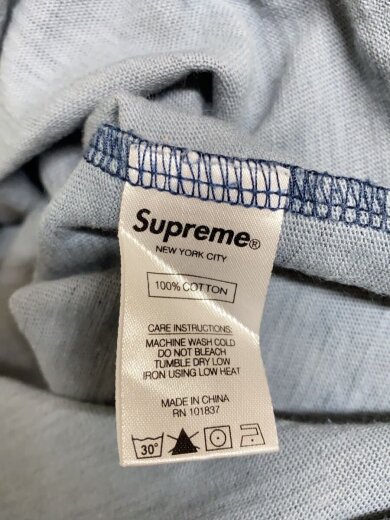 Supreme®
NEW YORK CITY
100% COTTON
CARE INSTRUCTIONS:
MACHINE WASH COLD
DO NOT BLEACH
TUMBLE DRY LOW
IRON USING LOW HEAT
MADE IN CHINA
RN 101837
30°